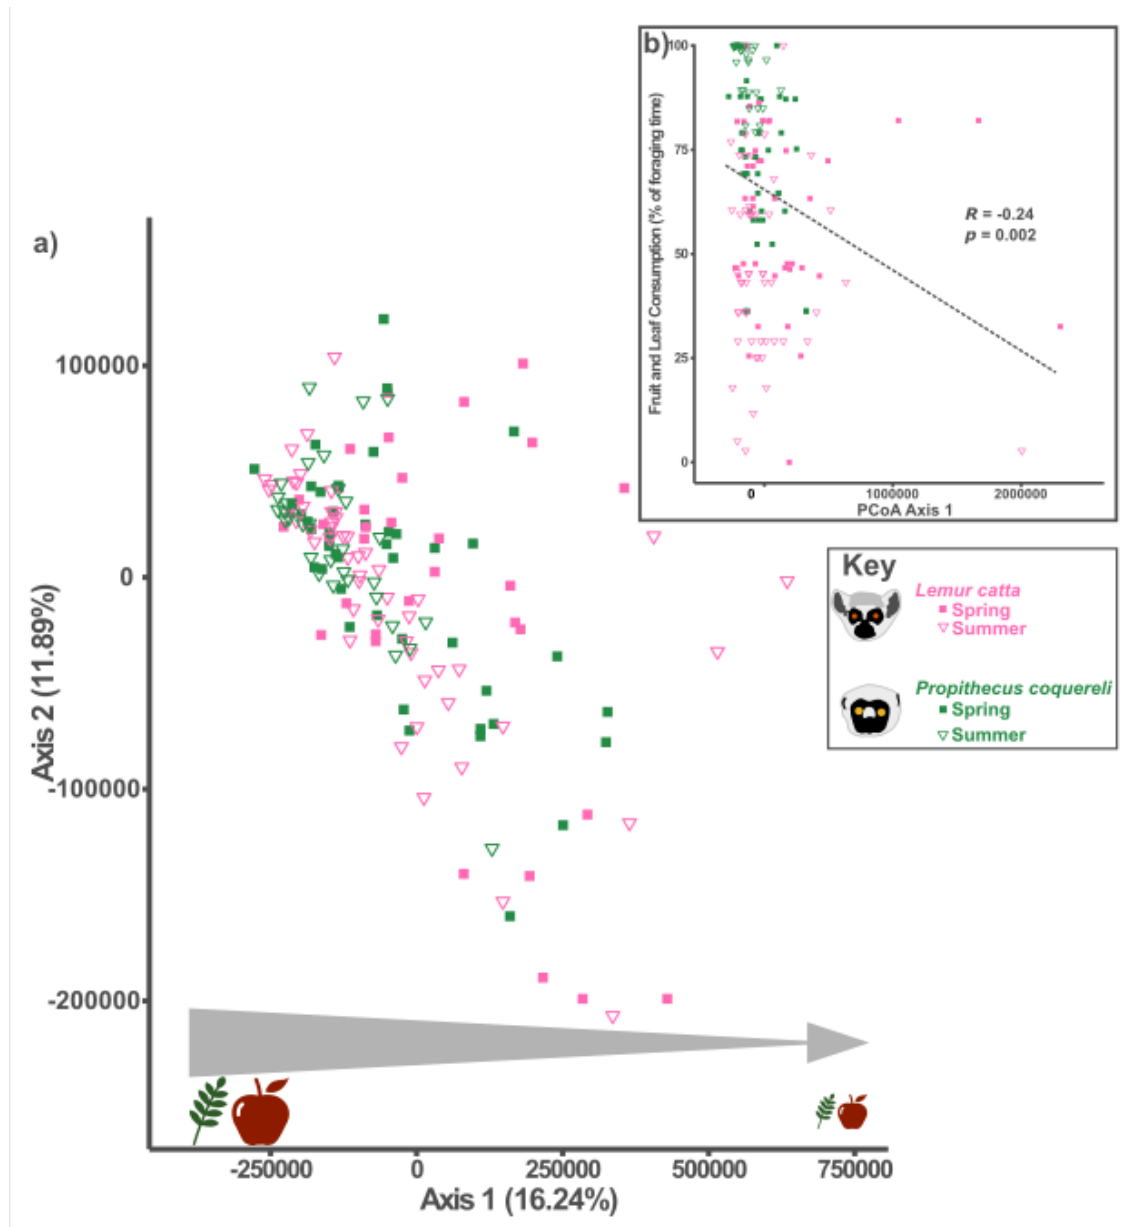 b)
100
75
50
25
0
Fruit and Leaf Consumption (% of foraging time)
R = -0.24
p = 0.002
0
1000000
2000000
PCoA Axis 1
a)
100000
0
-100000
-200000
Axis 2 (11.89%)
-250000
0
250000
500000
750000
Axis 1 (16.24%)
Key
Lemur catta
Spring
Summer
Propithecus coquereli
Spring
Summer